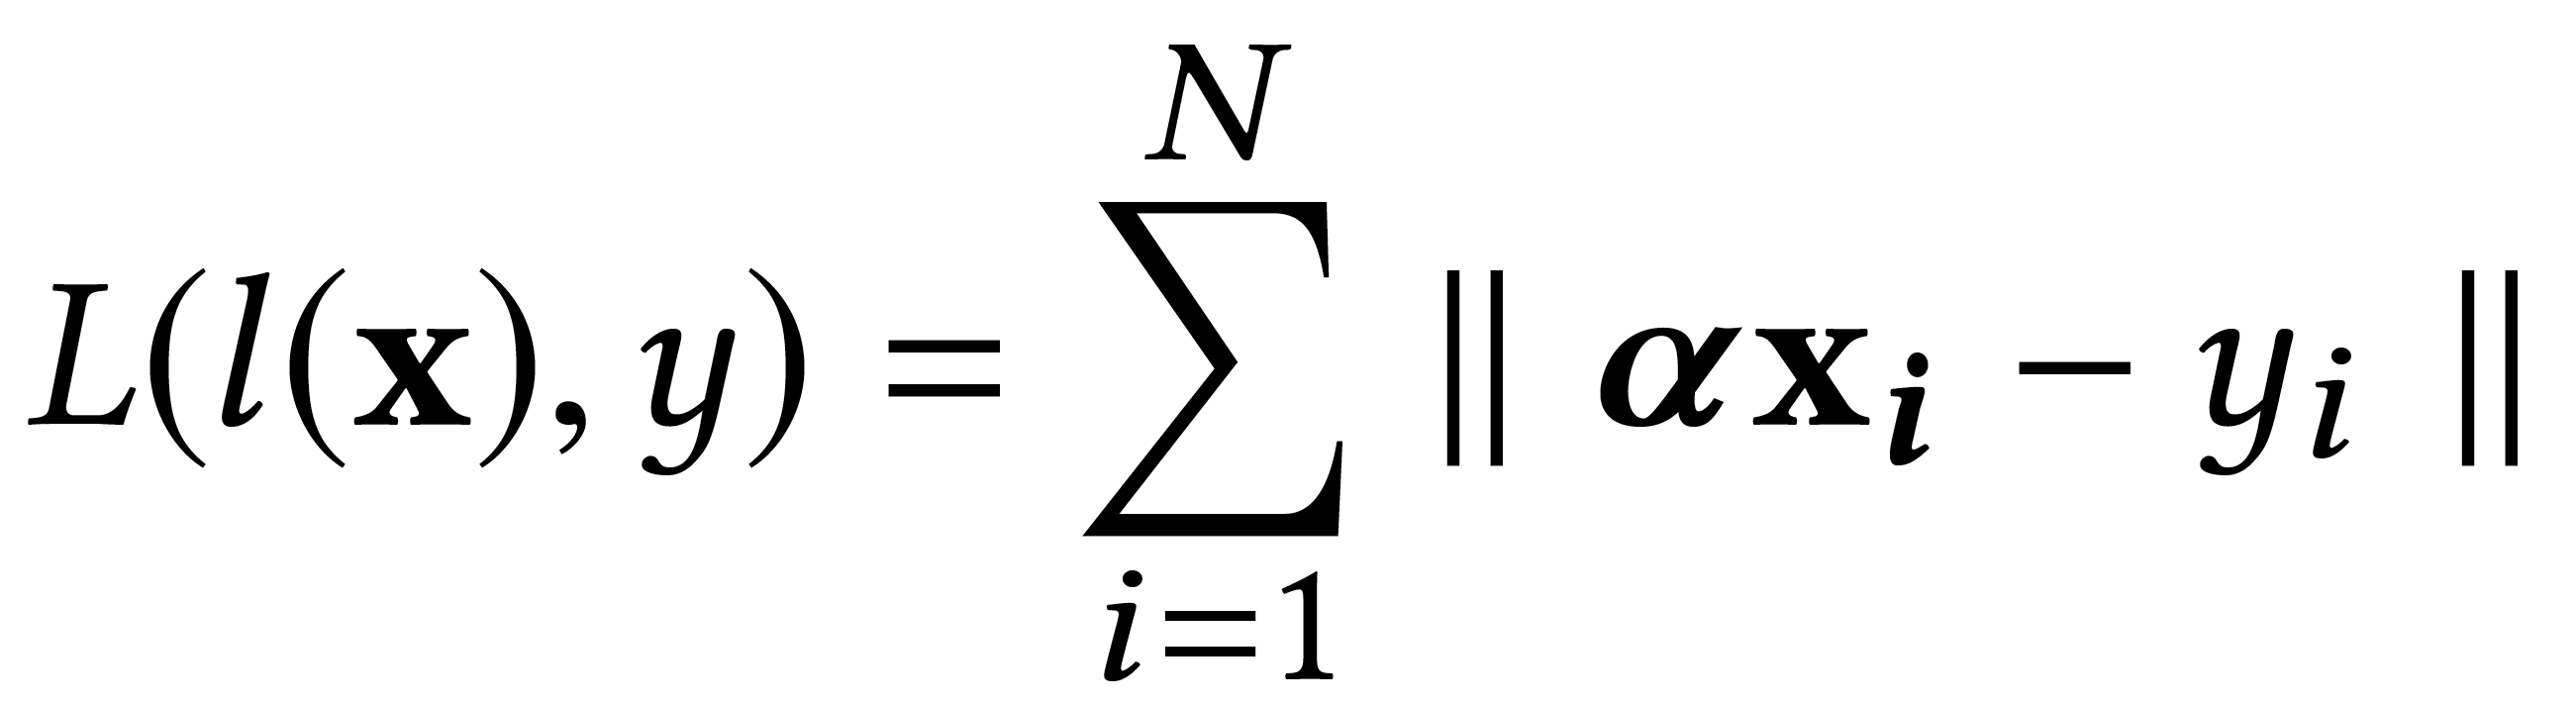 L(l(𝐱), y) = ∑_{i=1}^{N} ‖ 𝜶𝐱_𝒊 − y_i ‖